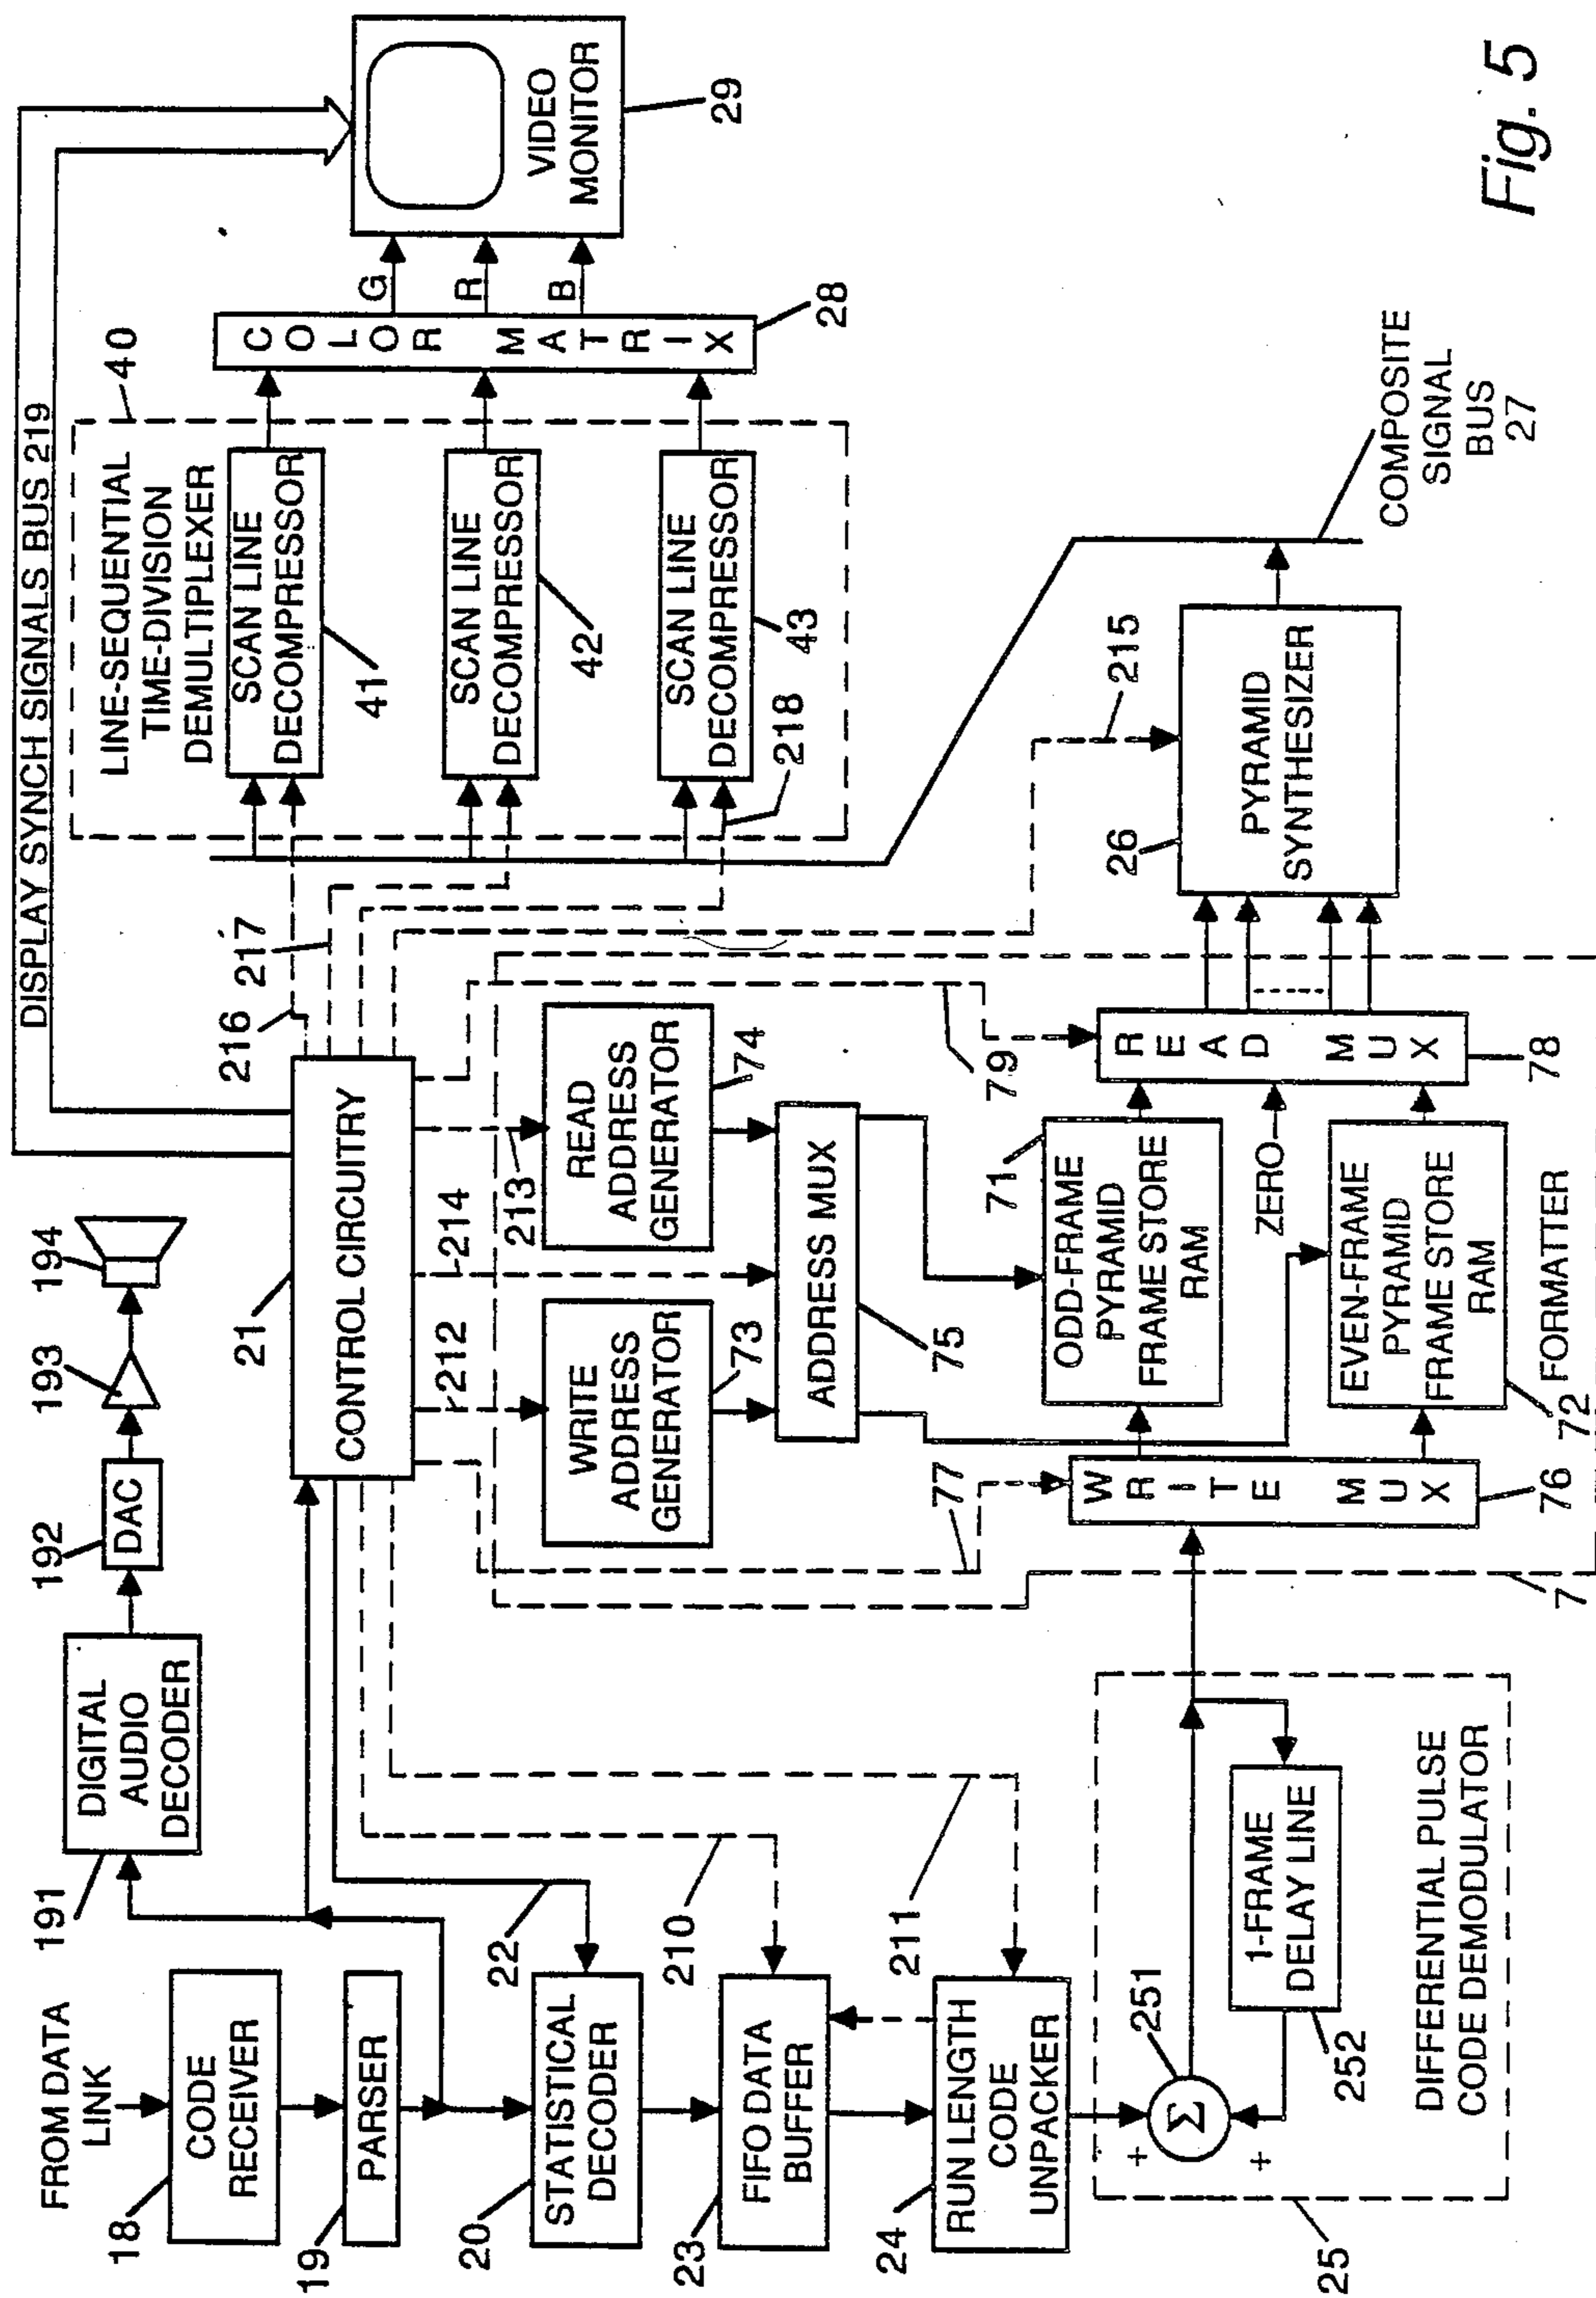 FROM DATA
LINK
18
CODE
RECEIVER
19
PARSER
20
STATISTICAL
DECODER
22
23
FIFO DATA
BUFFER
210
24
RUN LENGTH
CODE
UNPACKER
211
25
+
+
Σ
251
1-FRAME
DELAY LINE
252
DIFFERENTIAL PULSE
CODE DEMODULATOR
191
DIGITAL
AUDIO
DECODER
192
DAC
193
194
21
CONTROL CIRCUITRY
212
214
213
WRITE
ADDRESS
GENERATOR
73
READ
ADDRESS
GENERATOR
74
ADDRESS MUX
75
77
WRITE MUX
76
7
ODD-FRAME
PYRAMID
FRAME STORE
RAM
71
ZERO
EVEN-FRAME
PYRAMID
FRAME STORE
RAM
72
FORMATTER
79
READ MUX
78
26
PYRAMID
SYNTHESIZER
215
COMPOSITE
SIGNAL
BUS
27
DISPLAY SYNCH SIGNALS BUS 219
216
217
218
LINE-SEQUENTIAL
TIME-DIVISION
DEMULTIPLEXER
40
SCAN LINE
DECOMPRESSOR
41
SCAN LINE
DECOMPRESSOR
42
SCAN LINE
DECOMPRESSOR
43
COLOR MATRIX
28
G
R
B
VIDEO
MONITOR
29
Fig. 5